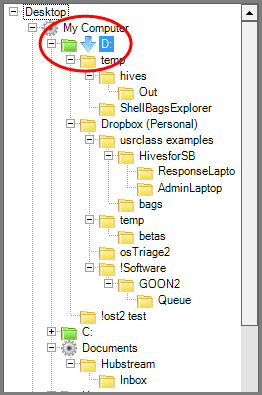 Desktop
My Computer
D:
temp
hives
Out
ShellBagsExplorer
Dropbox (Personal)
usrclass examples
HivesforSB
ResponseLapto
AdminLaptop
bags
temp
betas
osTriage2
!Software
GOON2
Queue
!ost2 test
C:
Documents
Hubstream
Inbox